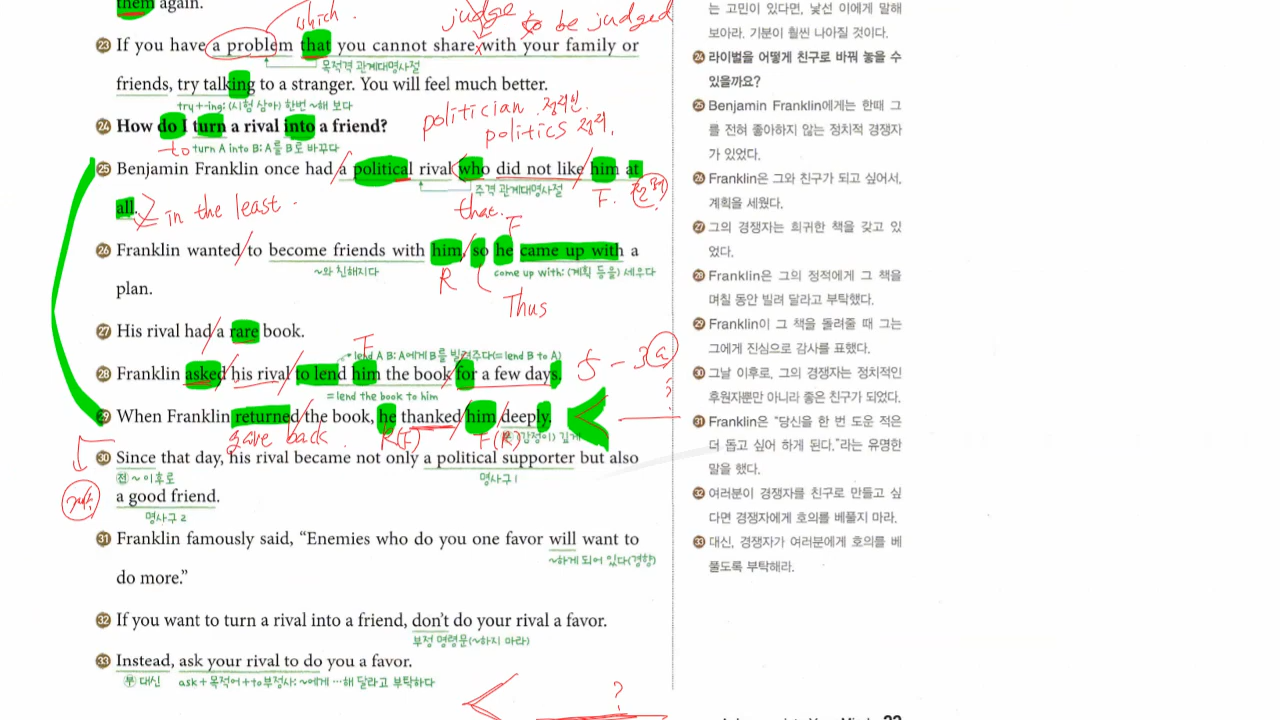 them again.
which.
judge to be judged
㉓ If you have a problem that you cannot share with your family or
목적격 관계대명사절
friends, try talking to a stranger. You will feel much better.
try+-ing: (시험 삼아) 한번 ~해 보다
politician 정치인.
politics 정치.
㉔ How do I turn a rival into a friend?
to
turn A into B: A를 B로 바꾸다
㉕ Benjamin Franklin once had a political rival who did not like him at
주격 관계대명사절
F.
all.
in the least.
that.
F
㉖ Franklin wanted to become friends with him, so he came up with a
~와 친해지다
come up with: (계획 등을) 세우다
R
plan.
Thus
㉗ His rival had a rare book.
F
lend A B: A에게 B를 빌려주다(= lend B to A)
㉘ Franklin asked his rival to lend him the book for a few days.
= lend the book to him
㉙ When Franklin returned the book, he thanked him deeply.
gave back.
R(F)
F(R)
㉚ Since that day, his rival became not only a political supporter but also
전 ~ 이후로
명사구 1
a good friend.
명사구 2
㉛ Franklin famously said, “Enemies who do you one favor will want to
~하게 되어 있다(경향)
do more.”
㉜ If you want to turn a rival into a friend, don’t do your rival a favor.
부정 명령문(~하지 마라)
㉝ Instead, ask your rival to do you a favor.
부 대신
ask+목적어+to부정사: ~에게 …해 달라고 부탁하다
?
는 고민이 있다면, 낯선 이에게 말해
보아라. 기분이 훨씬 나아질 것이다.
㉔ 라이벌을 어떻게 친구로 바꿔 놓을 수
있을까요?
㉕ Benjamin Franklin에게는 한때 그
를 전혀 좋아하지 않는 정치적 경쟁자
가 있었다.
㉖ Franklin은 그와 친구가 되고 싶어서,
계획을 세웠다.
㉗ 그의 경쟁자는 희귀한 책을 갖고 있
었다.
㉘ Franklin은 그의 정적에게 그 책을
며칠 동안 빌려 달라고 부탁했다.
㉙ Franklin이 그 책을 돌려줄 때 그는
그에게 진심으로 감사를 표했다.
㉚ 그날 이후로, 그의 경쟁자는 정치적인
후원자뿐만 아니라 좋은 친구가 되었다.
㉛ Franklin은 “당신을 한 번 도운 적은
더 돕고 싶어 하게 된다.”라는 유명한
말을 했다.
㉜ 여러분이 경쟁자를 친구로 만들고 싶
다면 경쟁자에게 호의를 베풀지 마라.
㉝ 대신, 경쟁자가 여러분에게 호의를 베
풀도록 부탁해라.